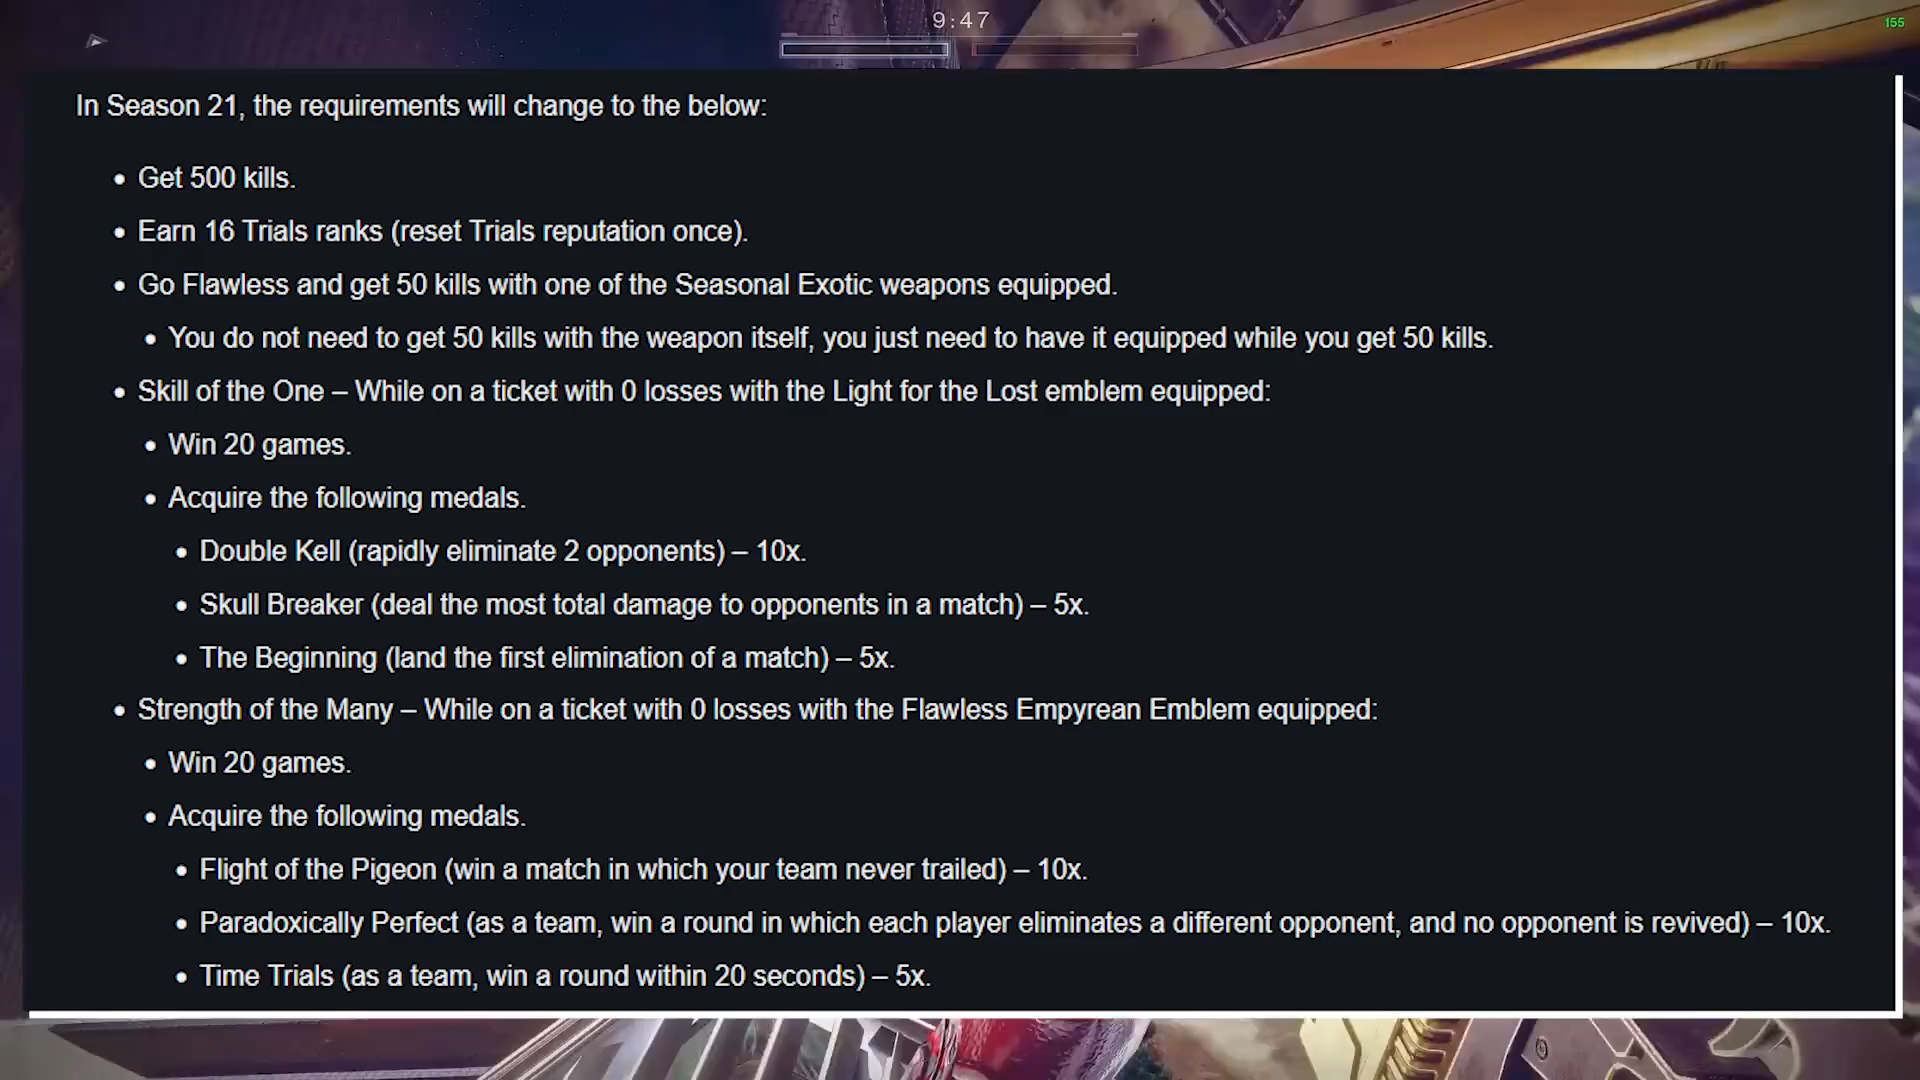 9:47
155
In Season 21, the requirements will change to the below:
• Get 500 kills.
• Earn 16 Trials ranks (reset Trials reputation once).
• Go Flawless and get 50 kills with one of the Seasonal Exotic weapons equipped.
• You do not need to get 50 kills with the weapon itself, you just need to have it equipped while you get 50 kills.
• Skill of the One – While on a ticket with 0 losses with the Light for the Lost emblem equipped:
• Win 20 games.
• Acquire the following medals.
• Double Kell (rapidly eliminate 2 opponents) – 10x.
• Skull Breaker (deal the most total damage to opponents in a match) – 5x.
• The Beginning (land the first elimination of a match) – 5x.
• Strength of the Many – While on a ticket with 0 losses with the Flawless Empyrean Emblem equipped:
• Win 20 games.
• Acquire the following medals.
• Flight of the Pigeon (win a match in which your team never trailed) – 10x.
• Paradoxically Perfect (as a team, win a round in which each player eliminates a different opponent, and no opponent is revived) – 10x.
• Time Trials (as a team, win a round within 20 seconds) – 5x.